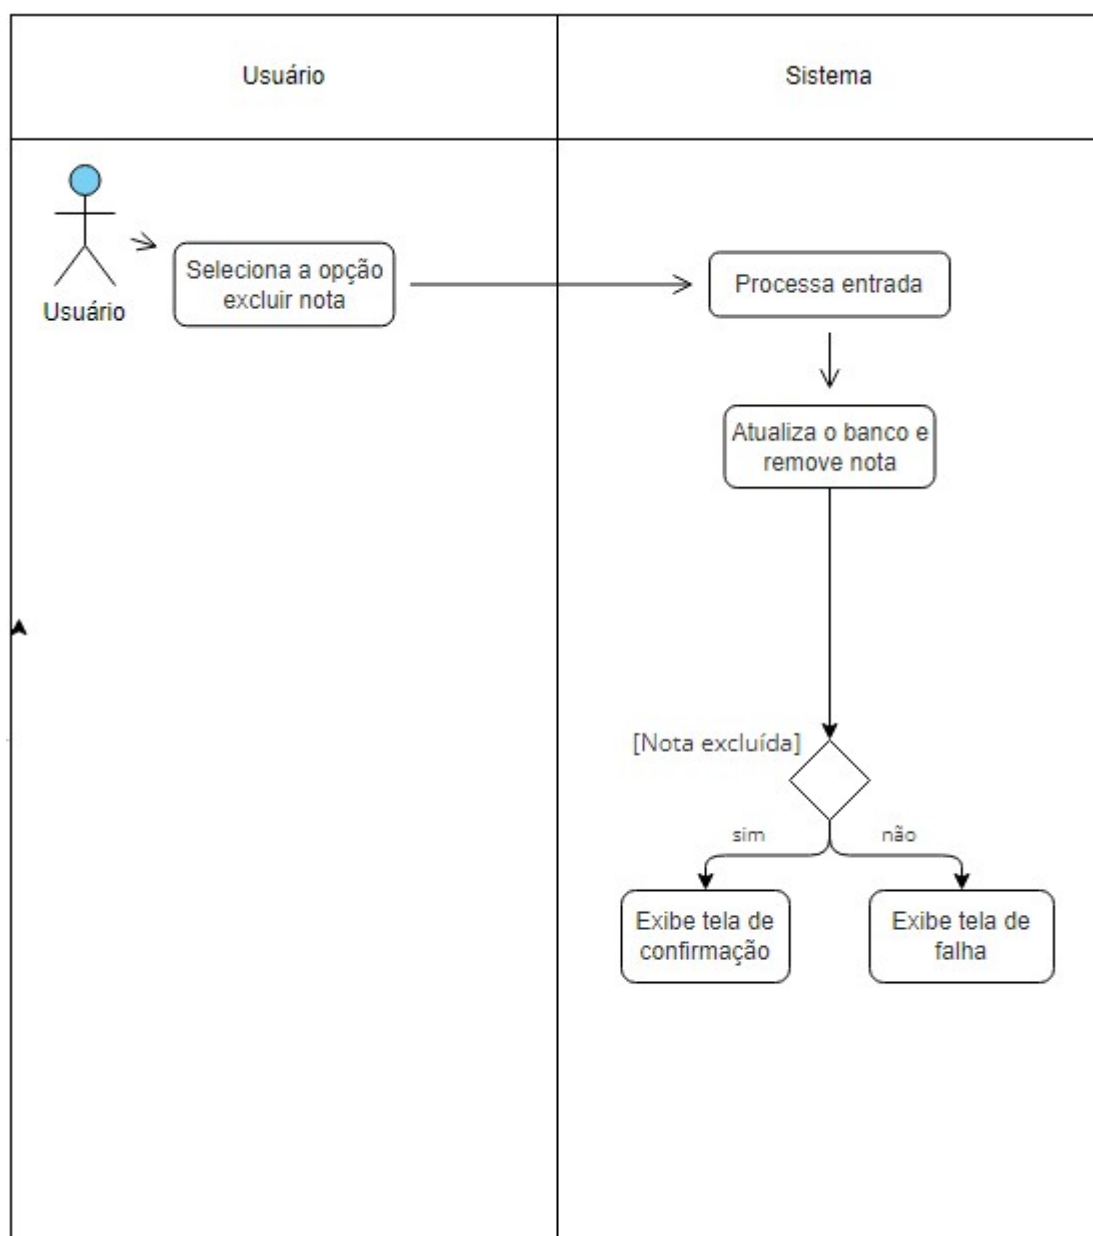 Usuário
Sistema
Usuário
Seleciona a opção
excluir nota
Processa entrada
Atualiza o banco e
remove nota
[Nota excluída]
sim
não
Exibe tela de
confirmação
Exibe tela de
falha